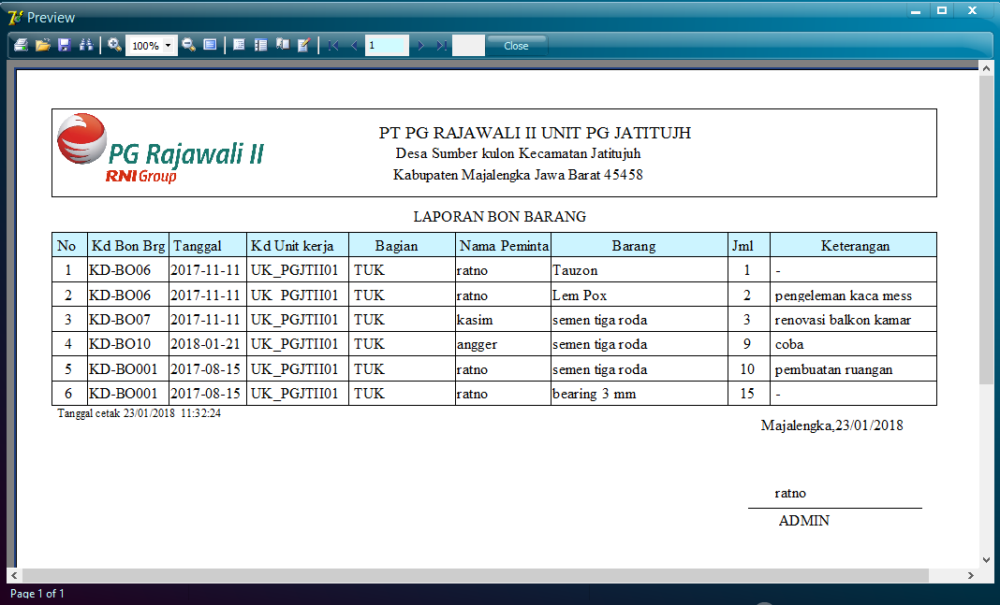 Preview
100%
1
Close
PG Rajawali II
RNI Group
PT PG RAJAWALI II UNIT PG JATITUJH
Desa Sumber kulon Kecamatan Jatitujuh
Kabupaten Majalengka Jawa Barat 45458
LAPORAN BON BARANG
No Kd Bon Brg Tanggal Kd Unit kerja Bagian Nama Peminta Barang Jml Keterangan
1 KD-BO06 2017-11-11 UK_PGJTII01 TUK ratno Tauzon 1 -
2 KD-BO06 2017-11-11 UK_PGJTII01 TUK ratno Lem Pox 2 pengeleman kaca mess
3 KD-BO07 2017-11-11 UK_PGJTII01 TUK kasim semen tiga roda 3 renovasi balkon kamar
4 KD-BO10 2018-01-21 UK_PGJTII01 TUK angger semen tiga roda 9 coba
5 KD-BO001 2017-08-15 UK_PGJTII01 TUK ratno semen tiga roda 10 pembuatan ruangan
6 KD-BO001 2017-08-15 UK_PGJTII01 TUK ratno bearing 3 mm 15 -
Tanggal cetak 23/01/2018 11:32:24
Majalengka,23/01/2018
ratno
ADMIN
Page 1 of 1